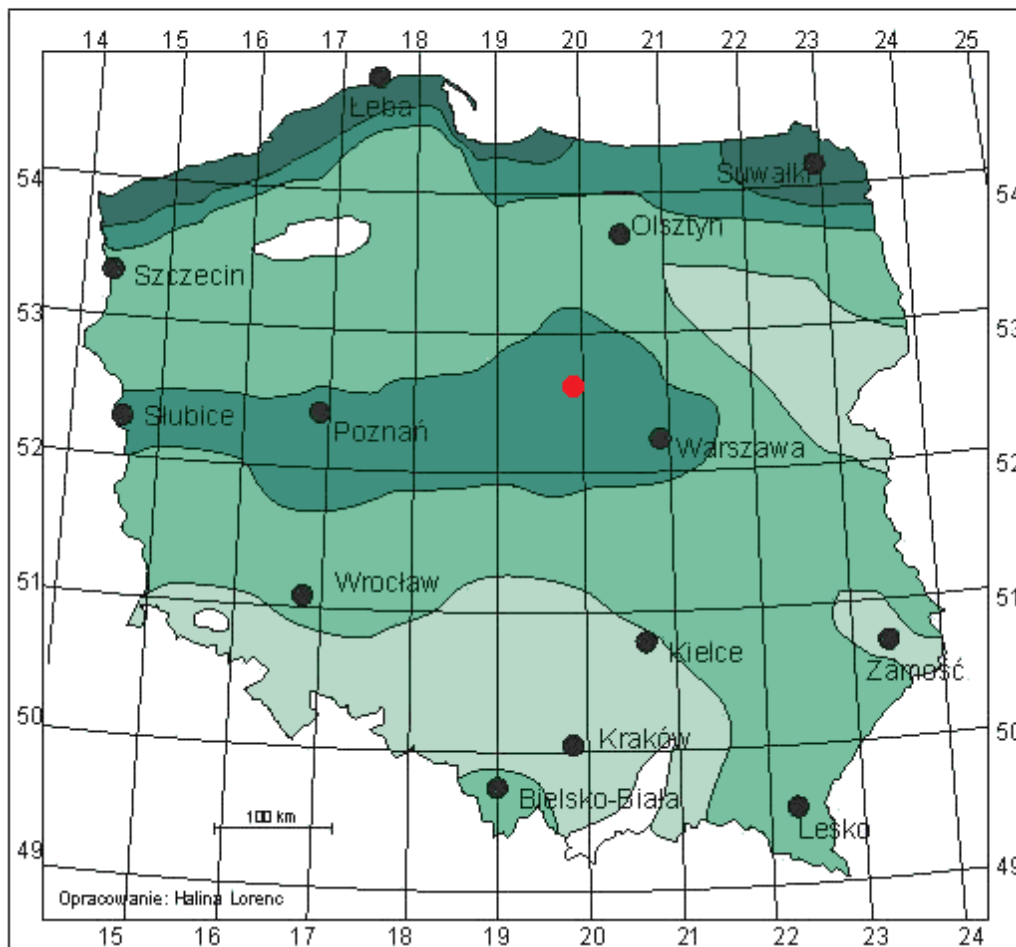 14 15 16 17 18 19 20 21 22 23 24 25
Łeba
54 Suwałki 54
Olsztyn
Szczecin
53 53
Słubice Poznań Warszawa
52 52
Wrocław
51 51
Kielce Zamość
50 Kraków 50
Bielsko-Biała
100 km Lesko
49 49
Opracowanie: Halina Lorenc
15 16 17 18 19 20 21 22 23 24